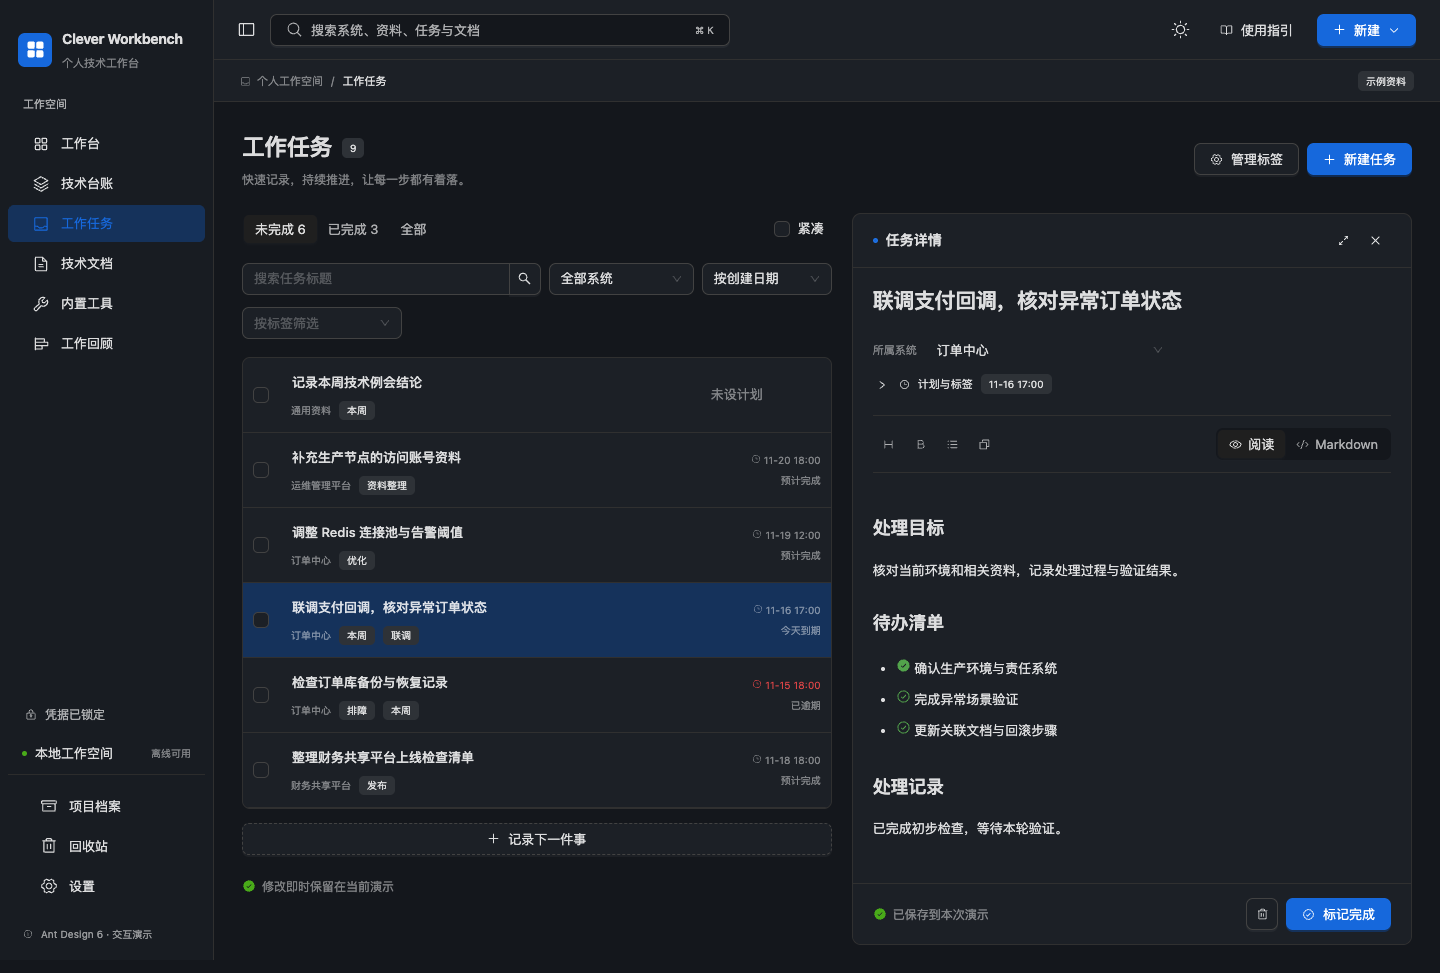 Clever Workbench
个人技术工作台
搜索系统、资料、任务与文档
⌘ K
使用指引
新建
工作空间
个人工作空间 / 工作任务
示例资料
工作台
技术台账
工作任务
技术文档
内置工具
工作回顾
凭据已锁定
本地工作空间
离线可用
项目档案
回收站
设置
Ant Design 6 · 交互演示
工作任务 9
快速记录，持续推进，让每一步都有着落。
管理标签
新建任务
未完成 6
已完成 3
全部
紧凑
搜索任务标题
全部系统
按创建日期
按标签筛选
记录本周技术例会结论
通用资料 本周
未设计划
补充生产节点的访问账号资料
运维管理平台 资料整理
11-20 18:00
预计完成
调整 Redis 连接池与告警阈值
订单中心 优化
11-19 12:00
预计完成
联调支付回调，核对异常订单状态
订单中心 本周 联调
11-16 17:00
今天到期
检查订单库备份与恢复记录
订单中心 排障 本周
11-15 18:00
已逾期
整理财务共享平台上线检查清单
财务共享平台 发布
11-18 18:00
预计完成
记录下一件事
修改即时保留在当前演示
任务详情
联调支付回调，核对异常订单状态
所属系统 订单中心
计划与标签 11-16 17:00
H B
阅读
Markdown
处理目标
核对当前环境和相关资料，记录处理过程与验证结果。
待办清单
确认生产环境与责任系统
完成异常场景验证
更新关联文档与回滚步骤
处理记录
已完成初步检查，等待本轮验证。
已保存到本次演示
标记完成